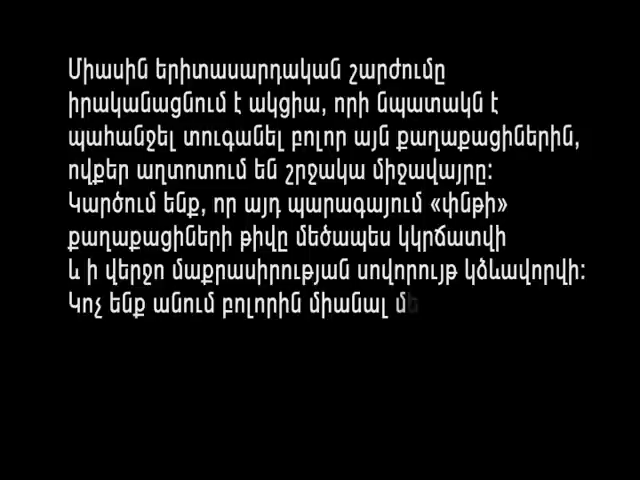 Միասին երիտասարդական շարժումը
իրականացնում է ակցիա, որի նպատակն է
պահանջել տուգանել բոլոր այն քաղաքացիներին,
ովքեր աղտոտում են շրջակա միջավայրը:
Կարծում ենք, որ այդ պարագայում «փնթի»
քաղաքացիների թիվը մեծապես կկրճատվի
և ի վերջո մաքրասիրության սովորույթ կձևավորվի:
Կոչ ենք անում բոլորին միանալ մե